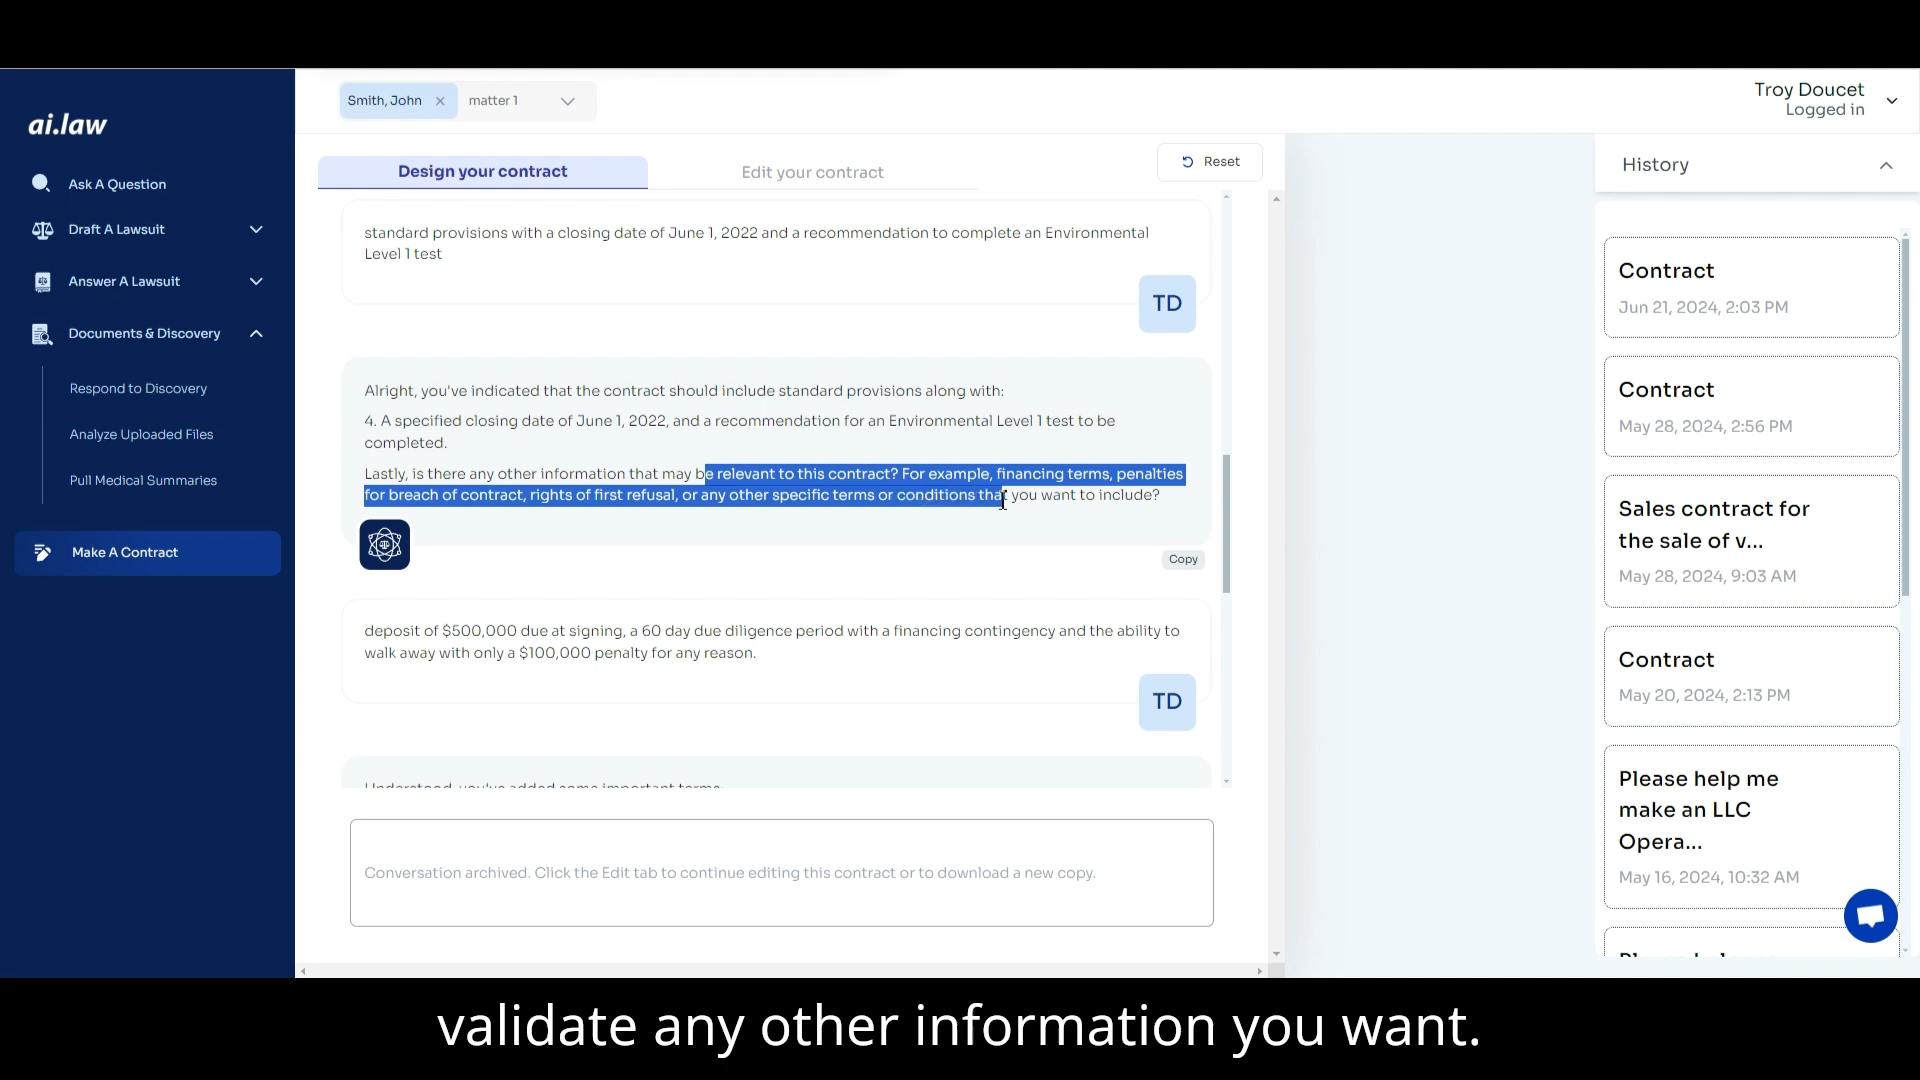 ai.law
Ask A Question
Draft A Lawsuit
Answer A Lawsuit
Documents & Discovery
Respond to Discovery
Analyze Uploaded Files
Pull Medical Summaries
Make A Contract
Smith, John × matter 1
Troy Doucet
Logged in
Design your contract
Edit your contract
Reset
standard provisions with a closing date of June 1, 2022 and a recommendation to complete an Environmental
Level 1 test
TD
Alright, you've indicated that the contract should include standard provisions along with:
4. A specified closing date of June 1, 2022, and a recommendation for an Environmental Level 1 test to be
completed.
Lastly, is there any other information that may be relevant to this contract? For example, financing terms, penalties
for breach of contract, rights of first refusal, or any other specific terms or conditions that you want to include?
Copy
deposit of $500,000 due at signing, a 60 day due diligence period with a financing contingency and the ability to
walk away with only a $100,000 penalty for any reason.
TD
Understood, you've added some important terms:
Conversation archived. Click the Edit tab to continue editing this contract or to download a new copy.
History
Contract
Jun 21, 2024, 2:03 PM
Contract
May 28, 2024, 2:56 PM
Sales contract for
the sale of v...
May 28, 2024, 9:03 AM
Contract
May 20, 2024, 2:13 PM
Please help me
make an LLC
Opera...
May 16, 2024, 10:32 AM
validate any other information you want.